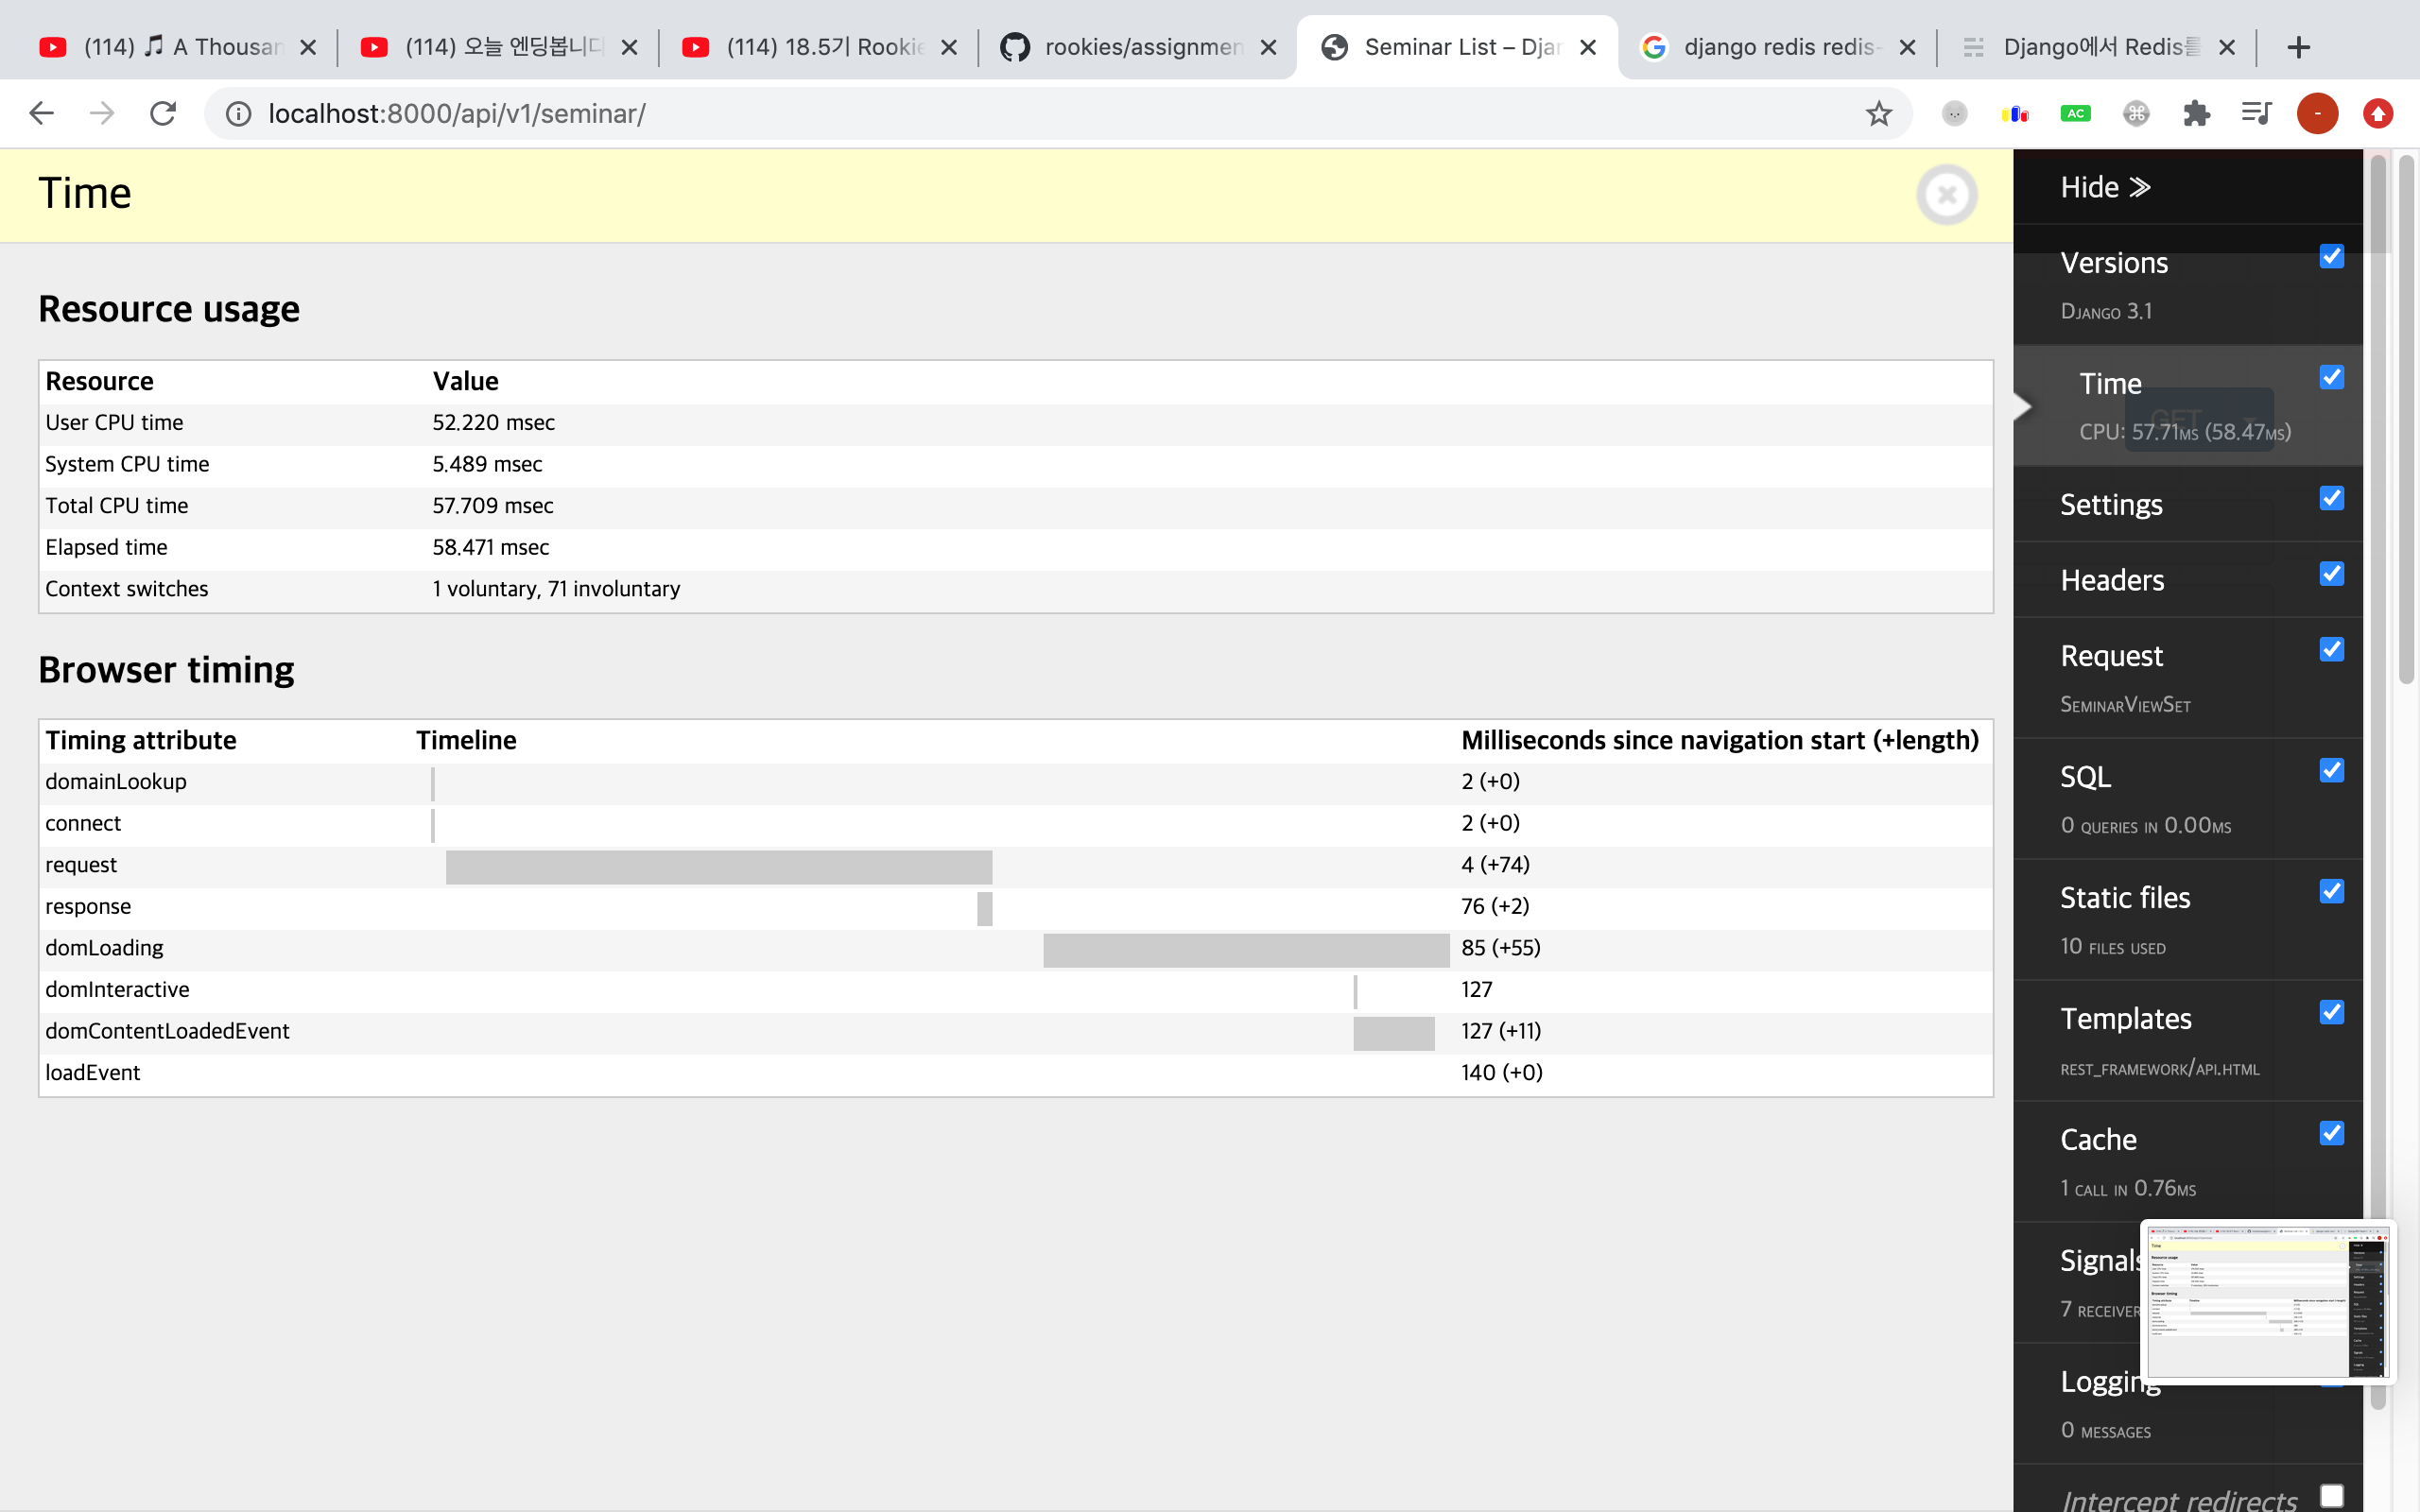 (114) 🎵 A Thousan
(114) 오늘 엔딩봅니다
(114) 18.5기 Rookie
rookies/assignmen
Seminar List – Djan
django redis redis-
Django에서 Redis를
localhost:8000/api/v1/seminar/
AC
Time
Resource usage
Resource Value
User CPU time 52.220 msec
System CPU time 5.489 msec
Total CPU time 57.709 msec
Elapsed time 58.471 msec
Context switches 1 voluntary, 71 involuntary
Browser timing
Timing attribute Timeline Milliseconds since navigation start (+length)
domainLookup 2 (+0)
connect 2 (+0)
request 4 (+74)
response 76 (+2)
domLoading 85 (+55)
domInteractive 127
domContentLoadedEvent 127 (+11)
loadEvent 140 (+0)
Hide ≫
Versions
Django 3.1
Time
GET
CPU: 57.71ms (58.47ms)
Settings
Headers
Request
SeminarViewSet
SQL
0 queries in 0.00ms
Static files
10 files used
Templates
rest_framework/api.html
Cache
1 call in 0.76ms
Signals
7 receiver
Logging
0 messages
Intercept redirects